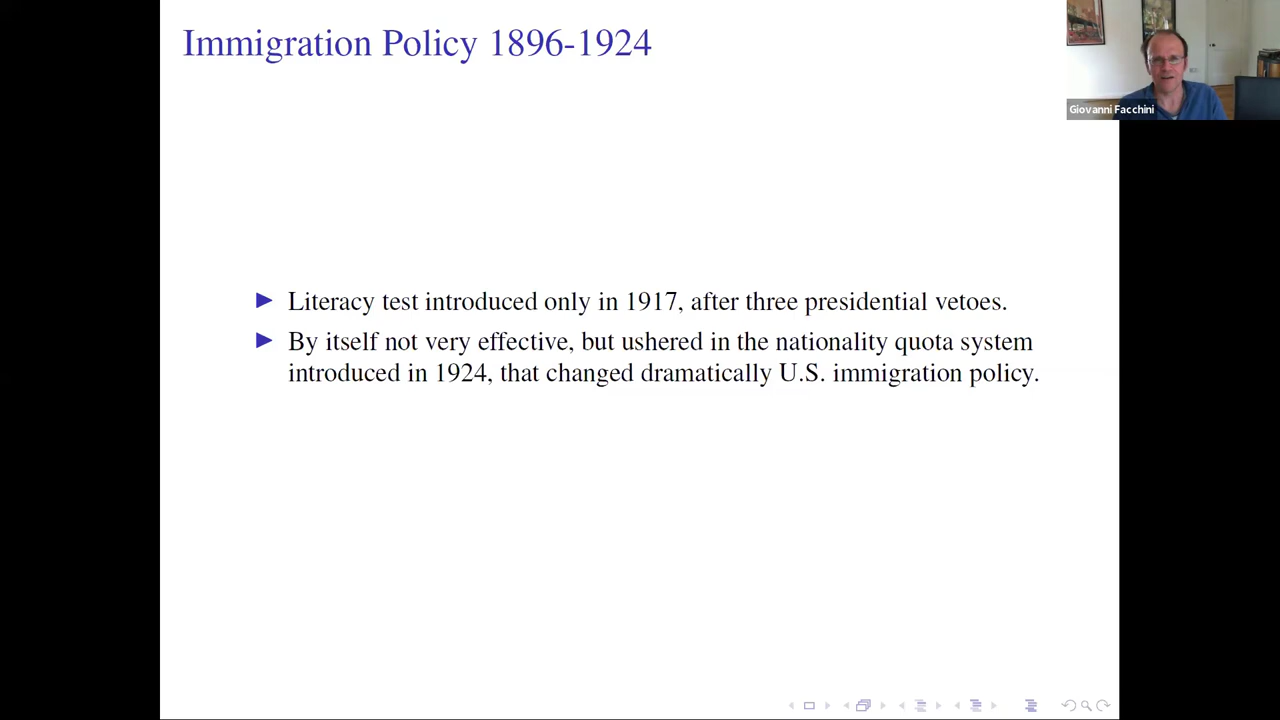 Immigration Policy 1896-1924
Giovanni Facchini
► Literacy test introduced only in 1917, after three presidential vetoes.
► By itself not very effective, but ushered in the nationality quota system
introduced in 1924, that changed dramatically U.S. immigration policy.